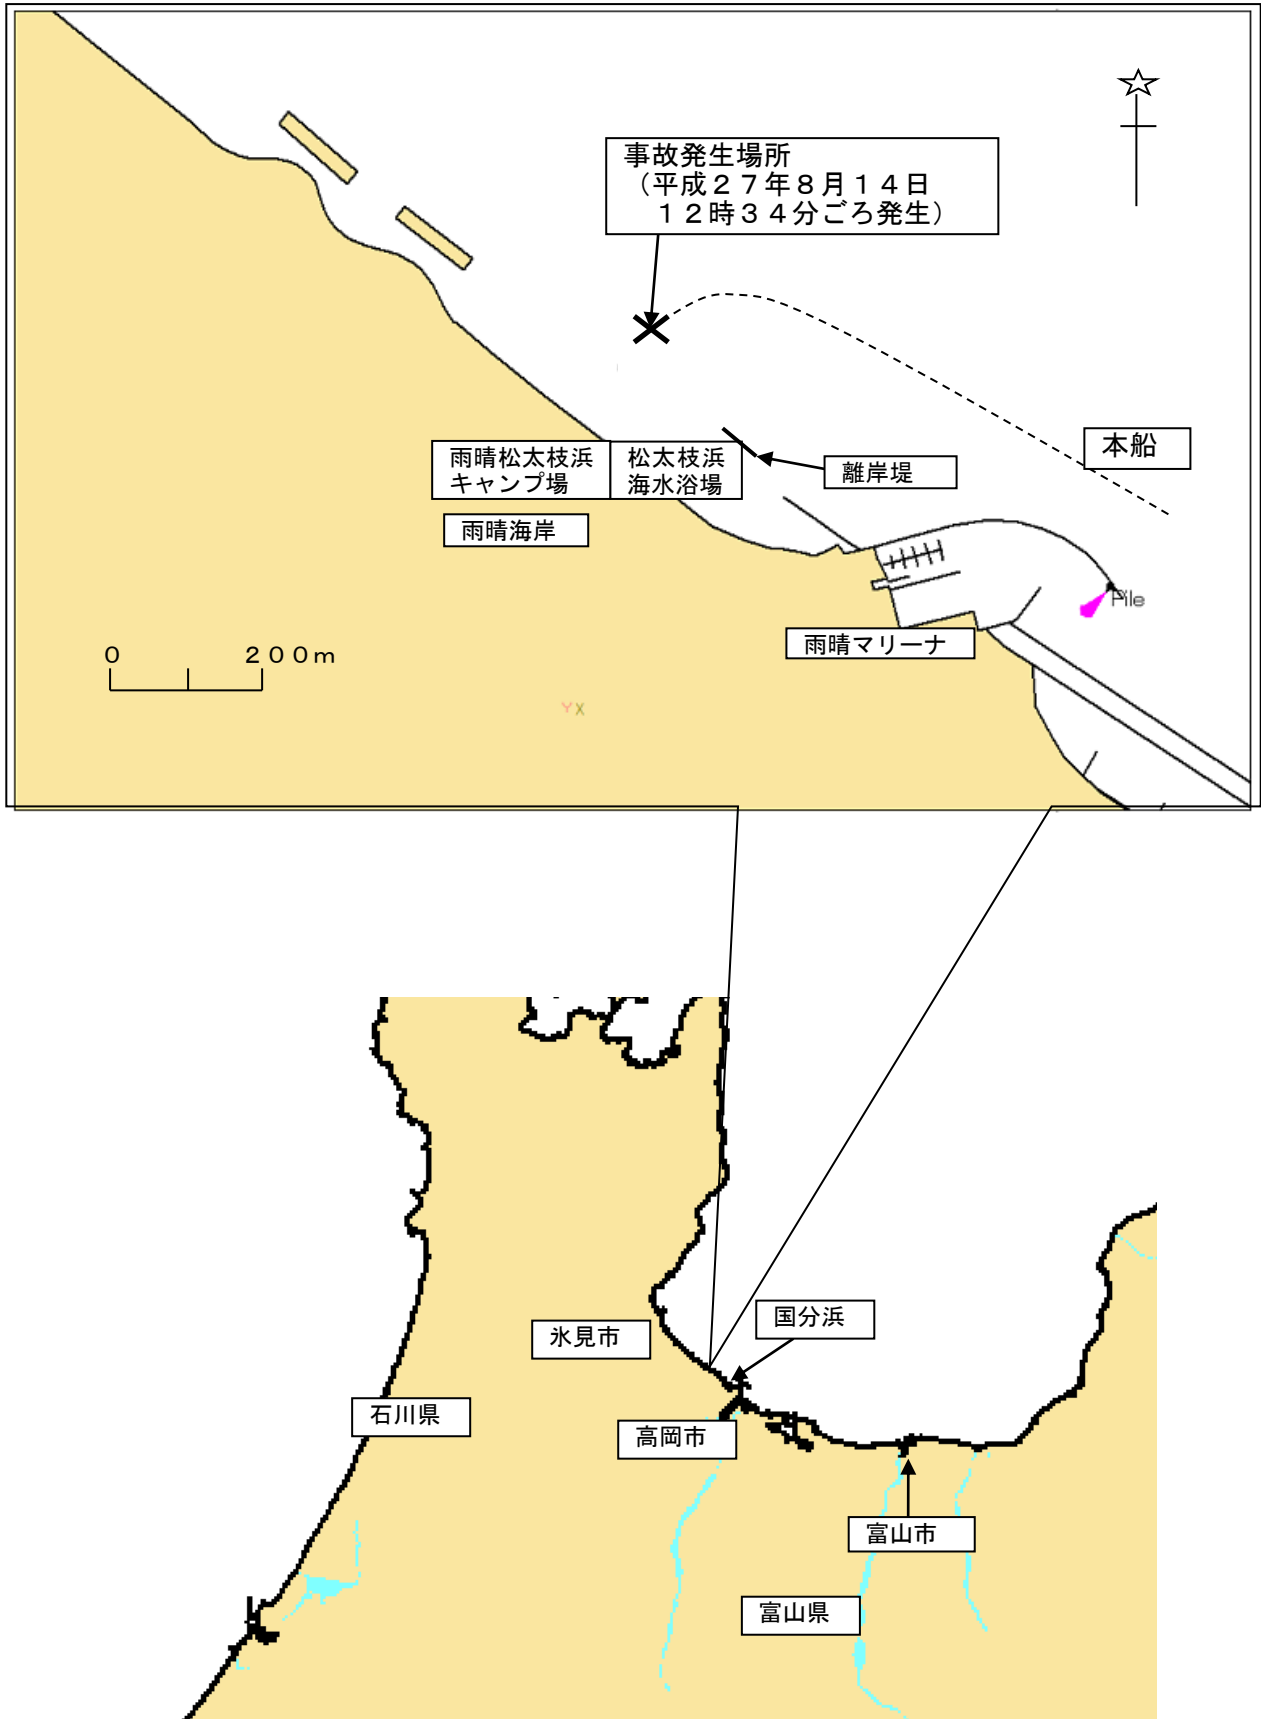 事故発生場所
（平成２７年８月１４日
１２時３４分ごろ発生）
本船
雨晴松太枝浜
キャンプ場
松太枝浜
海水浴場
離岸堤
雨晴海岸
Pile
雨晴マリーナ
０ ２００ｍ
YX
国分浜
氷見市
石川県
高岡市
富山市
富山県